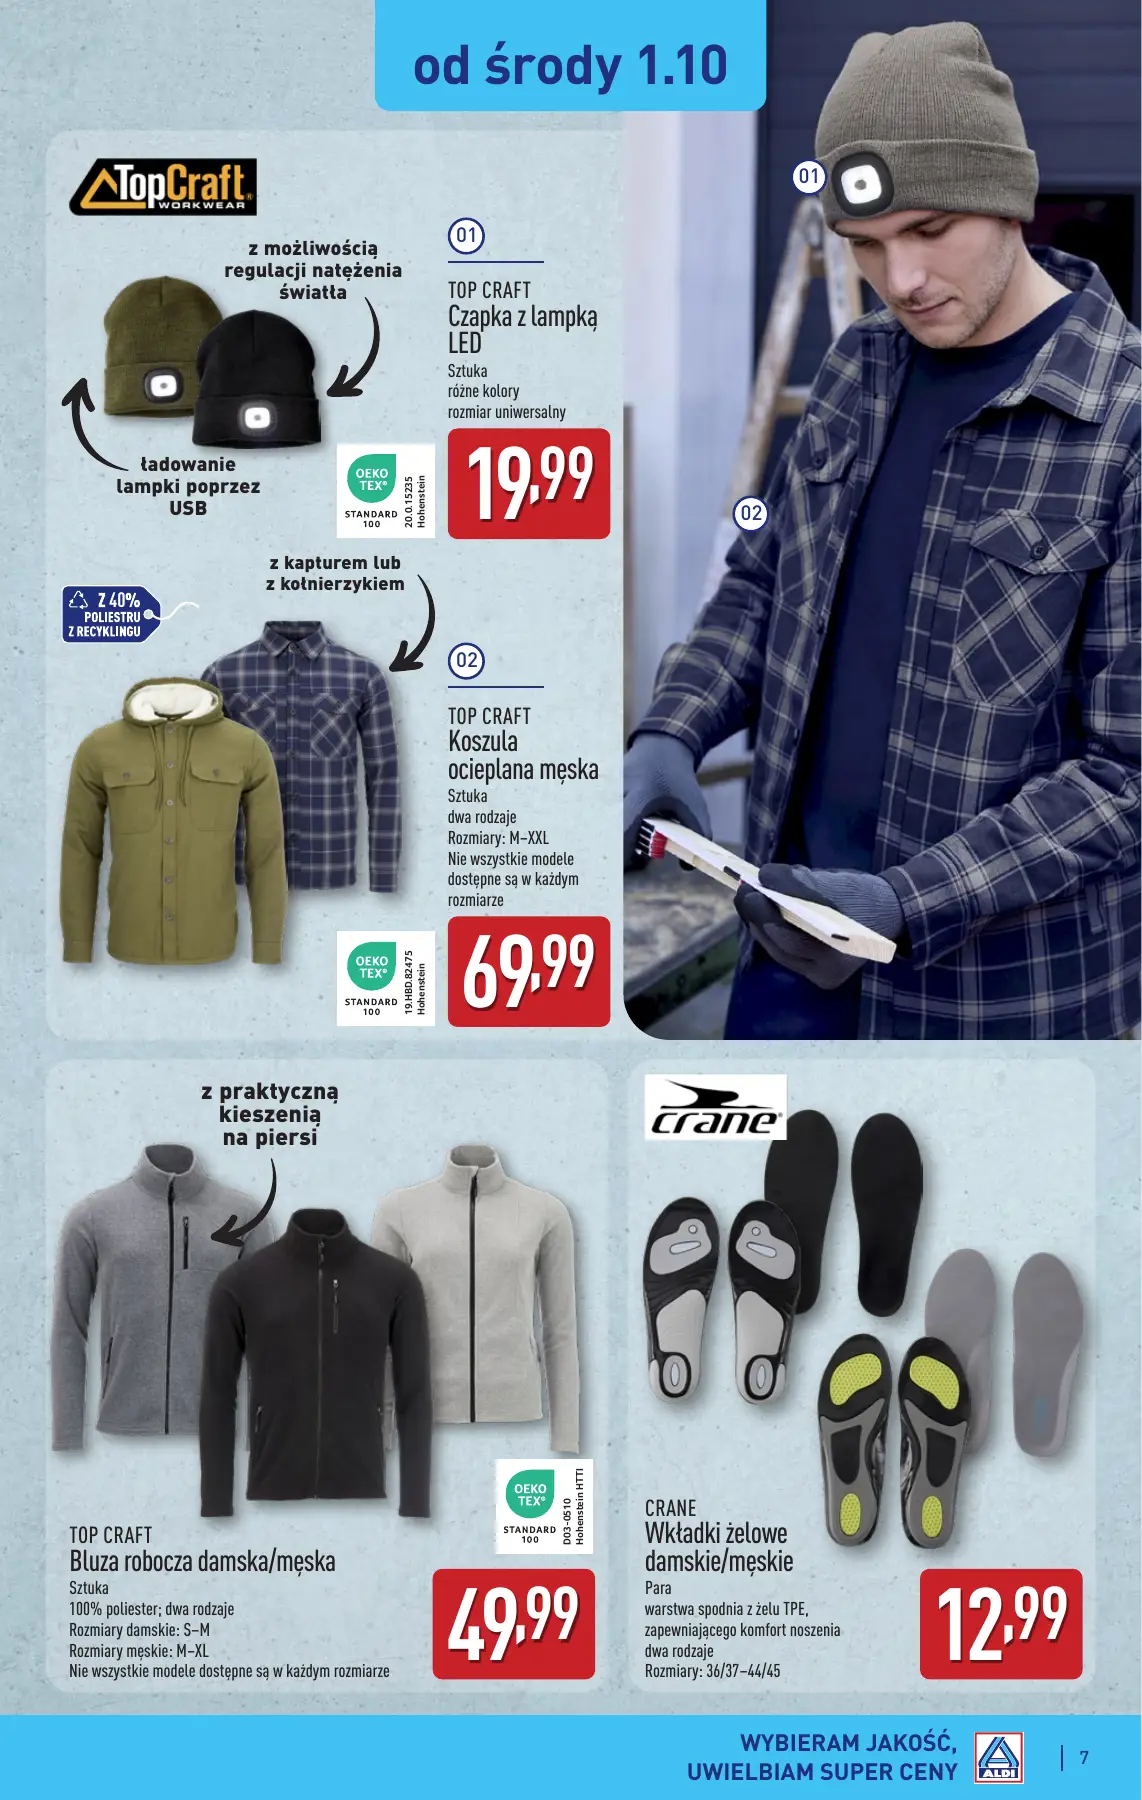 od środy 1.10
TopCraft®
WORKWEAR
z możliwością
regulacji natężenia
światła
ładowanie
lampki poprzez
USB
01
TOP CRAFT
Czapka z lampką
LED
Sztuka
różne kolory
rozmiar uniwersalny
OEKO
TEX®
STANDARD
100
20.0.15235
Hohenstein
19,99
01
02
z kapturem lub
z kołnierzykiem
Z 40%
POLIESTRU
Z RECYKLINGU
02
TOP CRAFT
Koszula
ocieplana męska
Sztuka
dwa rodzaje
Rozmiary: M–XXL
Nie wszystkie modele
dostępne są w każdym
rozmiarze
OEKO
TEX®
STANDARD
100
19.HBD.82475
Hohenstein
69,99
z praktyczną
kieszenią
na piersi
OEKO
TEX®
STANDARD
100
D03-0510
Hohenstein HTTI
TOP CRAFT
Bluza robocza damska/męska
Sztuka
100% poliester; dwa rodzaje
Rozmiary damskie: S–M
Rozmiary męskie: M–XL
Nie wszystkie modele dostępne są w każdym rozmiarze
49,99
crane®
CRANE
Wkładki żelowe
damskie/męskie
Para
warstwa spodnia z żelu TPE,
zapewniającego komfort noszenia
dwa rodzaje
Rozmiary: 36/37–44/45
12,99
WYBIERAM JAKOŚĆ,
UWIELBIAM SUPER CENY
ALDI
7